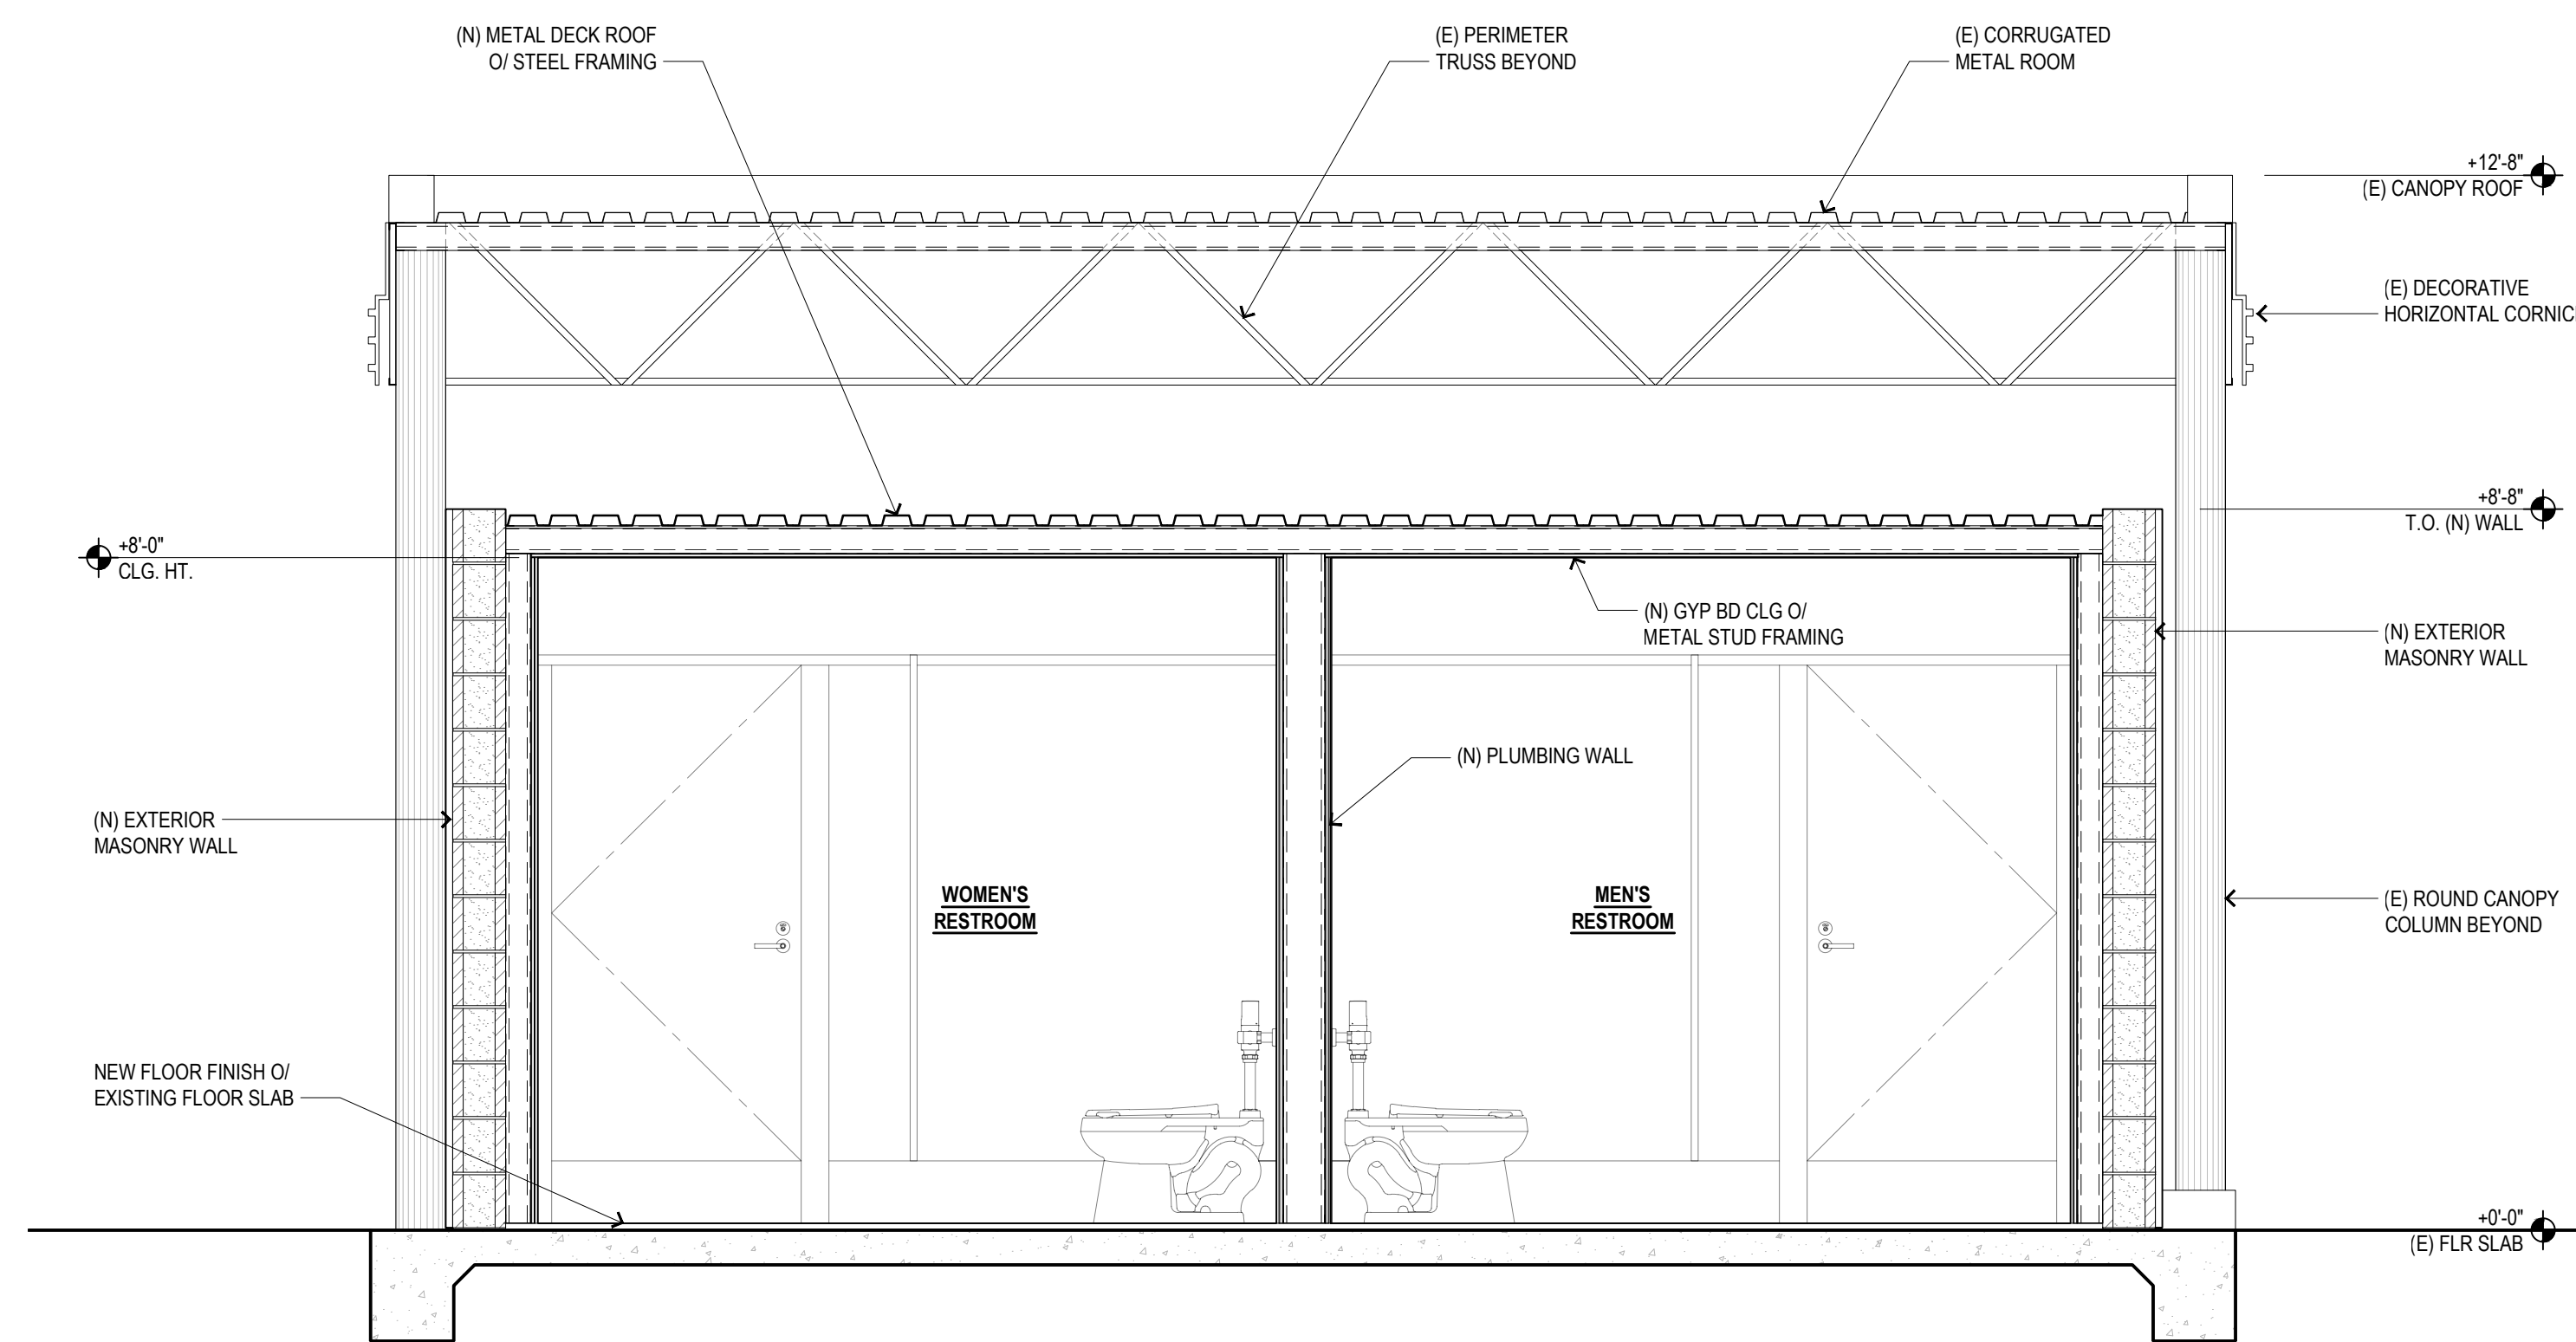 (N) METAL DECK ROOF
O/ STEEL FRAMING
(E) PERIMETER
TRUSS BEYOND
(E) CORRUGATED
METAL ROOM
+12'-8"
(E) CANOPY ROOF
(E) DECORATIVE
HORIZONTAL CORNIC
+8'-8"
T.O. (N) WALL
+8'-0"
CLG. HT.
(N) GYP BD CLG O/
METAL STUD FRAMING
(N) EXTERIOR
MASONRY WALL
(N) PLUMBING WALL
(N) EXTERIOR
MASONRY WALL
WOMEN'S
RESTROOM
MEN'S
RESTROOM
(E) ROUND CANOPY
COLUMN BEYOND
NEW FLOOR FINISH O/
EXISTING FLOOR SLAB
+0'-0"
(E) FLR SLAB